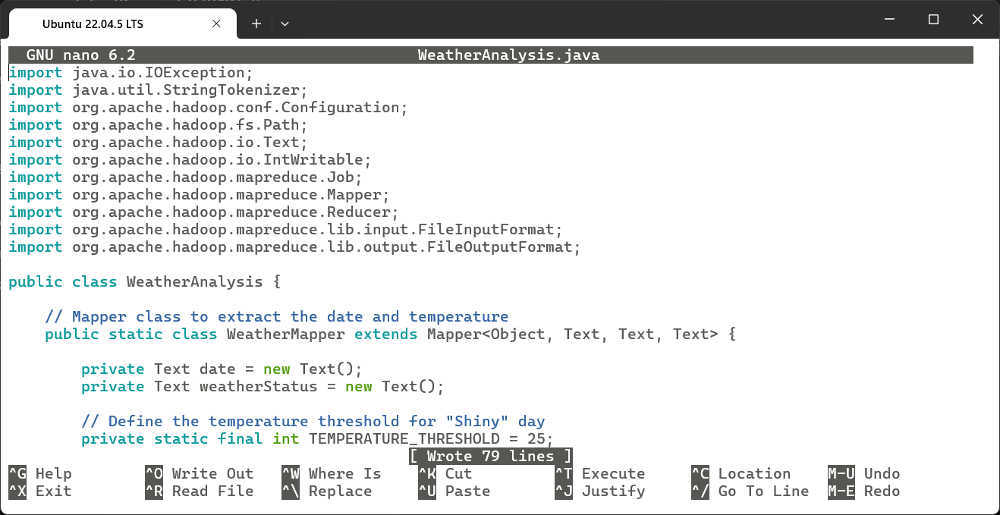 Ubuntu 22.04.5 LTS
GNU nano 6.2 WeatherAnalysis.java
import java.io.IOException;
import java.util.StringTokenizer;
import org.apache.hadoop.conf.Configuration;
import org.apache.hadoop.fs.Path;
import org.apache.hadoop.io.Text;
import org.apache.hadoop.io.IntWritable;
import org.apache.hadoop.mapreduce.Job;
import org.apache.hadoop.mapreduce.Mapper;
import org.apache.hadoop.mapreduce.Reducer;
import org.apache.hadoop.mapreduce.lib.input.FileInputFormat;
import org.apache.hadoop.mapreduce.lib.output.FileOutputFormat;
public class WeatherAnalysis {
// Mapper class to extract the date and temperature
public static class WeatherMapper extends Mapper<Object, Text, Text, Text> {
private Text date = new Text();
private Text weatherStatus = new Text();
// Define the temperature threshold for "Shiny" day
private static final int TEMPERATURE_THRESHOLD = 25;
[ Wrote 79 lines ]
^G Help ^O Write Out ^W Where Is ^K Cut ^T Execute ^C Location M-U Undo
^X Exit ^R Read File ^\ Replace ^U Paste ^J Justify ^/ Go To Line M-E Redo